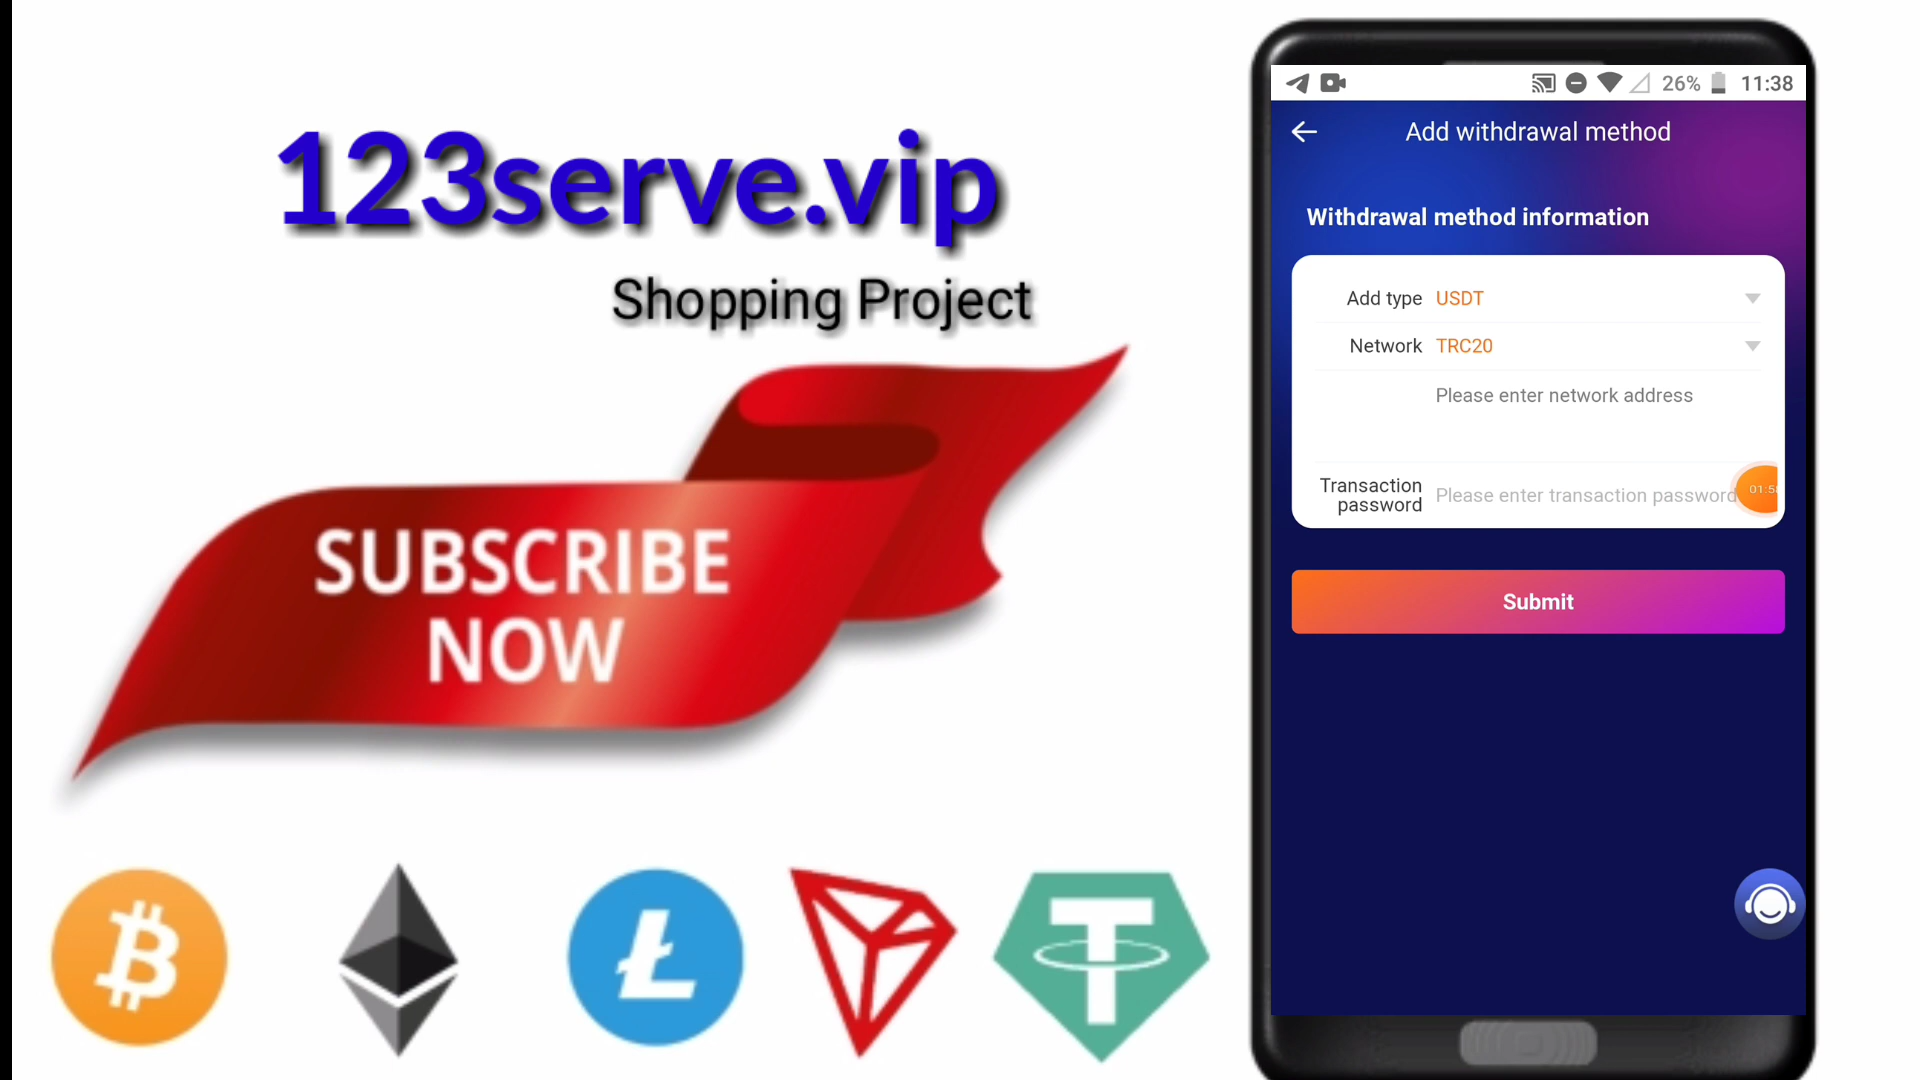 123serve.vip
Shopping Project
SUBSCRIBE
NOW
26% 11:38
Add withdrawal method
Withdrawal method information
Add type USDT
Network TRC20
Please enter network address
Transaction
password Please enter transaction password
Submit